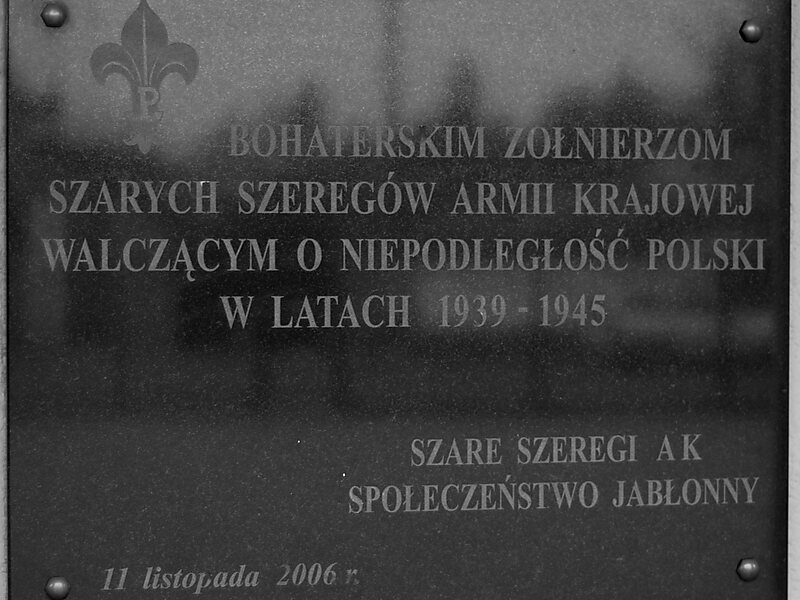 P
BOHATERSKIM ZOŁNIERZOM
SZARYCH SZEREGÓW ARMII KRAJOWEJ
WALCZĄCYM O NIEPODLEGŁOŚĆ POLSKI
W LATACH 1939 - 1945
SZARE SZEREGI AK
SPOŁECZEŃSTWO JABŁONNY
11 listopada 2006 r.